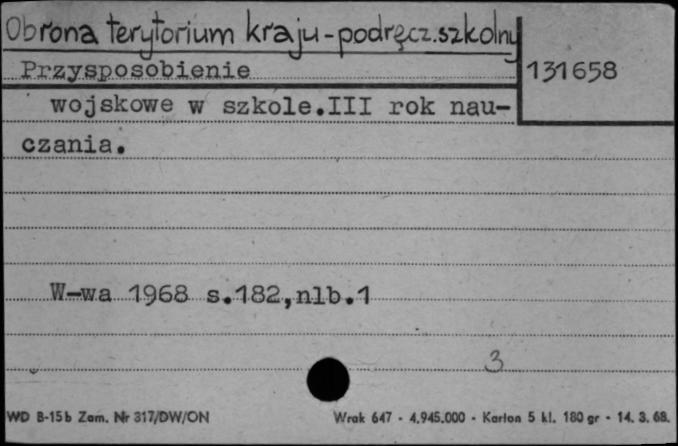 Obrona terytorium kraju - podręcz. szkolny
Przysposobienie
131658
wojskowe w szkole.III rok nau-
czania.
W-wa 1968 s.182,nlb.1
3
WD B-15b Zam. Nr 317/DW/ON
Wrak 647 - 4.945.000 - Karton 5 kl. 180 gr - 14. 3. 68.